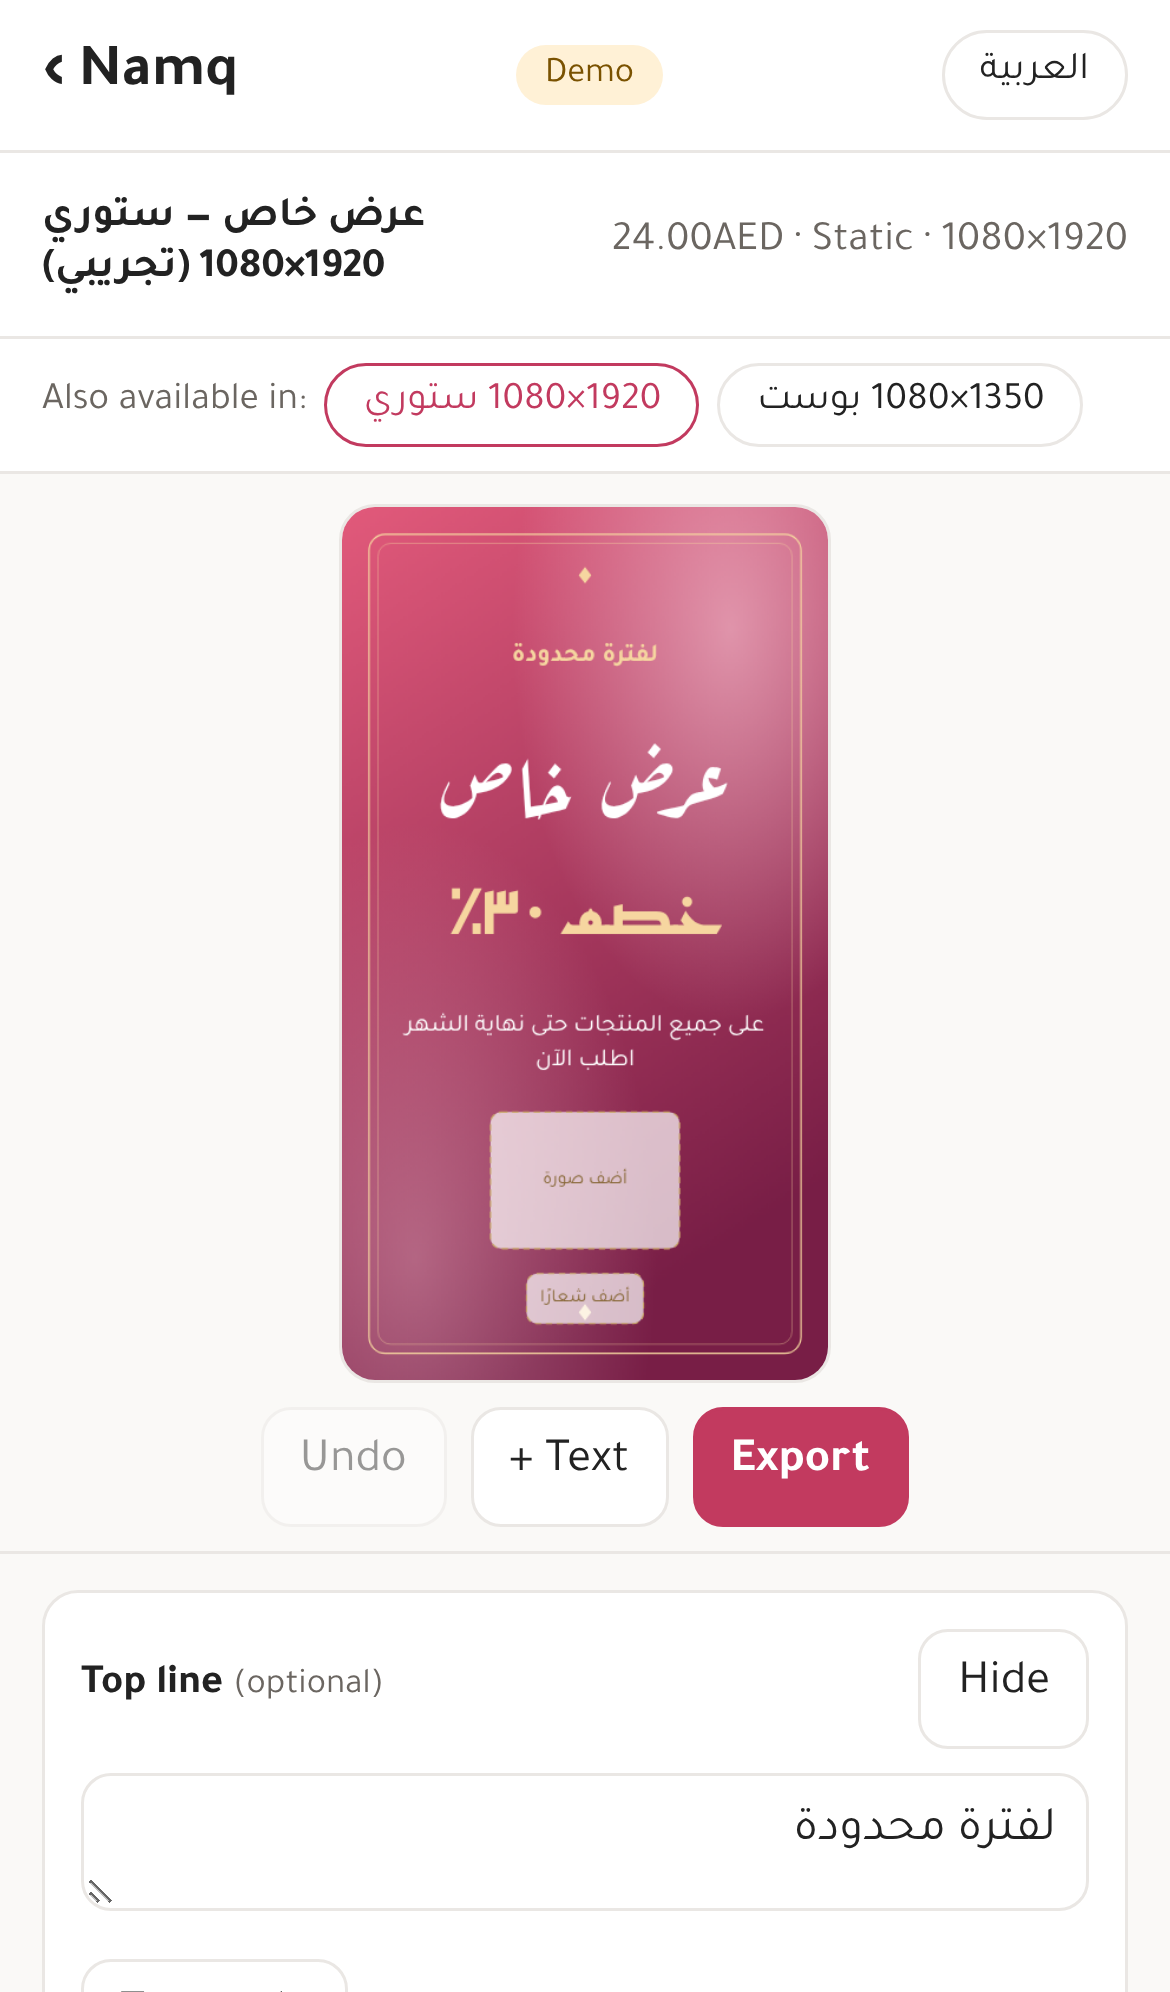 ‹ Namq
Demo
العربية
عرض خاص – ستوري
1080×1920 (تجريبي)
24.00AED · Static · 1080×1920
Also available in:
ستوري 1080×1920
بوست 1080×1350
لفترة محدودة
عرض خاص
خصم ٣٠٪
على جميع المنتجات حتى نهاية الشهر
اطلب الآن
أضف صورة
أضف شعارًا
Undo
+ Text
Export
Top line (optional)
Hide
لفترة محدودة